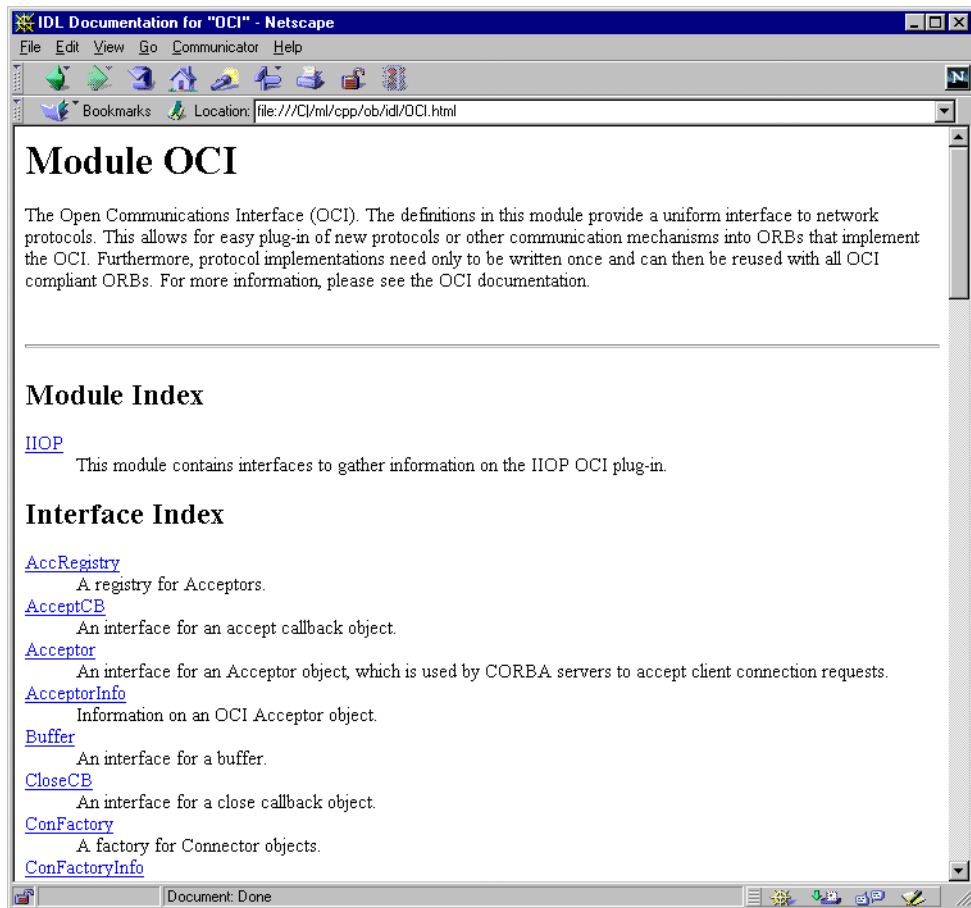 IDL Documentation for "OCI" - Netscape
File Edit View Go Communicator Help
N
Bookmarks Location: file:///C|/ml/cpp/ob/idl/OCI.html
Module OCI
The Open Communications Interface (OCI). The definitions in this module provide a uniform interface to network
protocols. This allows for easy plug-in of new protocols or other communication mechanisms into ORBs that implement
the OCI. Furthermore, protocol implementations need only to be written once and can then be reused with all OCI
compliant ORBs. For more information, please see the OCI documentation.
Module Index
IIOP
This module contains interfaces to gather information on the IIOP OCI plug-in.
Interface Index
AccRegistry
A registry for Acceptors.
AcceptCB
An interface for an accept callback object.
Acceptor
An interface for an Acceptor object, which is used by CORBA servers to accept client connection requests.
AcceptorInfo
Information on an OCI Acceptor object.
Buffer
An interface for a buffer.
CloseCB
An interface for a close callback object.
ConFactory
A factory for Connector objects.
ConFactoryInfo
Document: Done